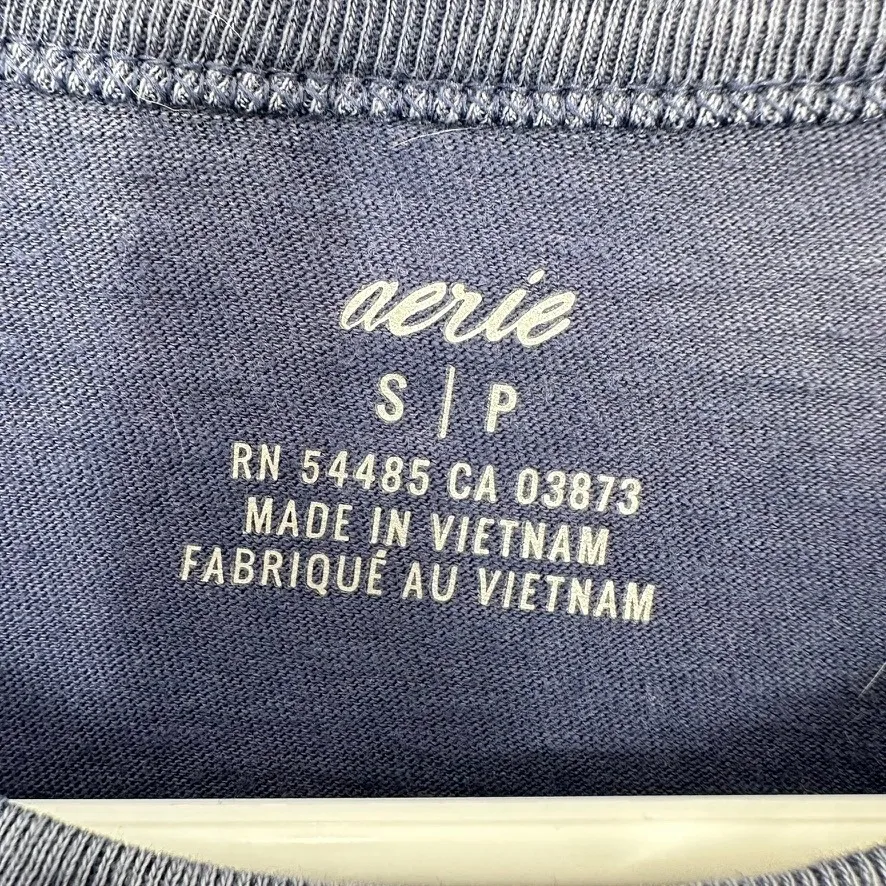 aerie
S | P
RN 54485 CA 03873
MADE IN VIETNAM
FABRIQUÉ AU VIETNAM